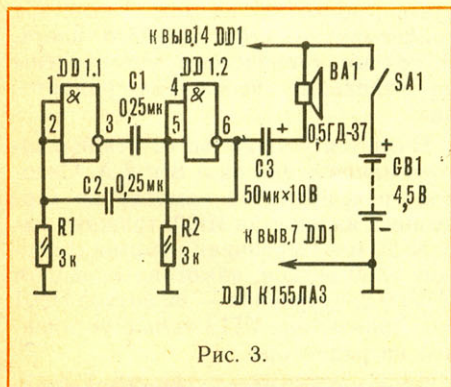 к выв. 14 DD1
DD1.1
C1
DD1.2
BA1
SA1
1
&
0,25мк
4
&
2
3
5
6
0,5ГД-37
+
+
C2
0,25мк
C3
GB1
50мк×10В
4,5В
R1
3к
R2
3к
к выв. 7 DD1
−
DD1 К155ЛА3
Рис. 3.